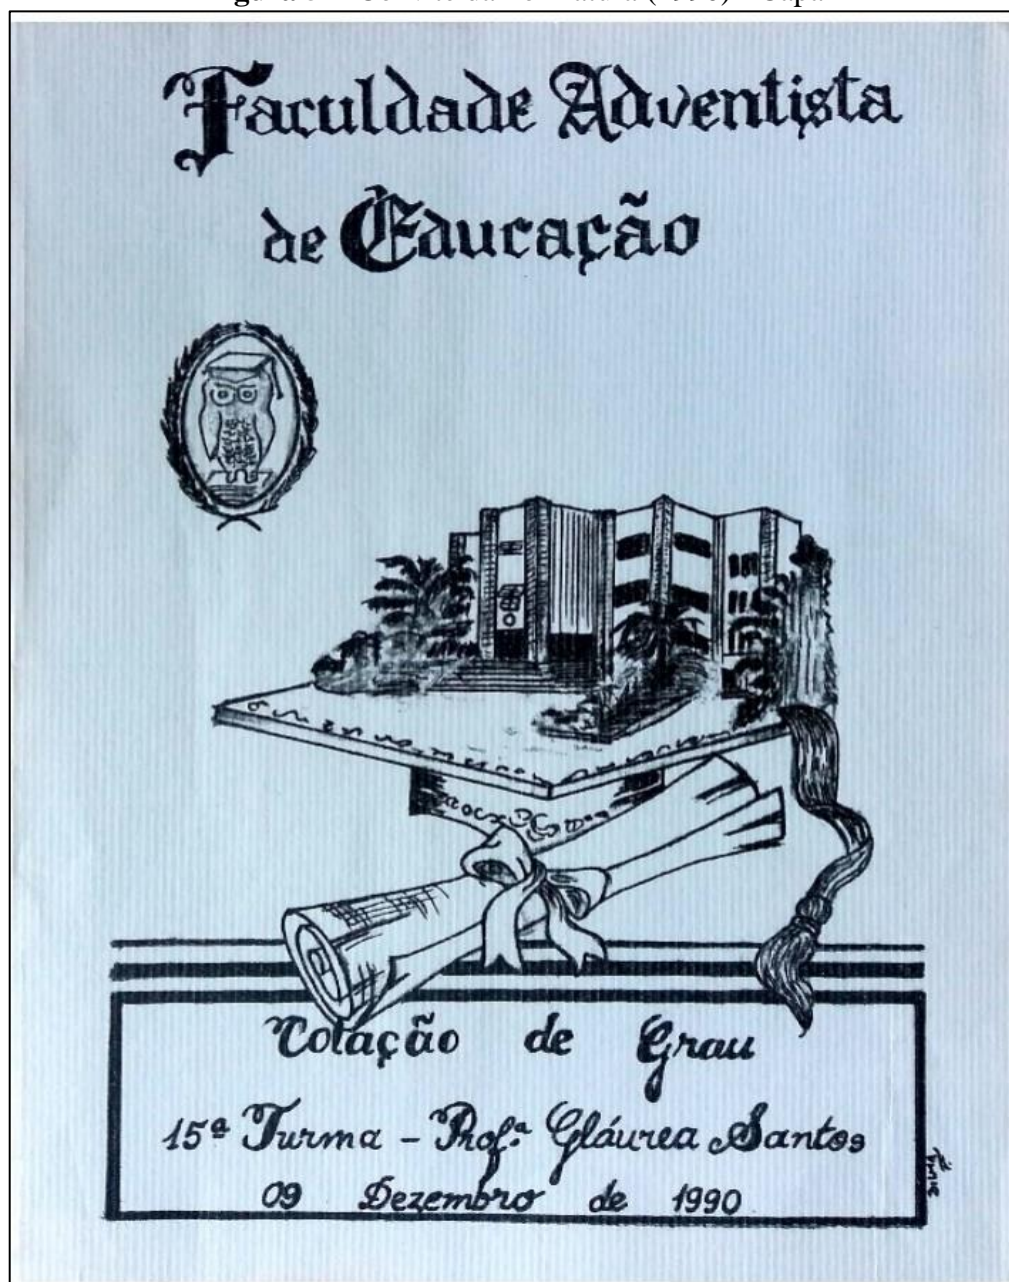 Faculdade Adventista
de Educação
Colação de Grau
15ª Turma - Profª Gláurea Santos
09 Dezembro de 1990